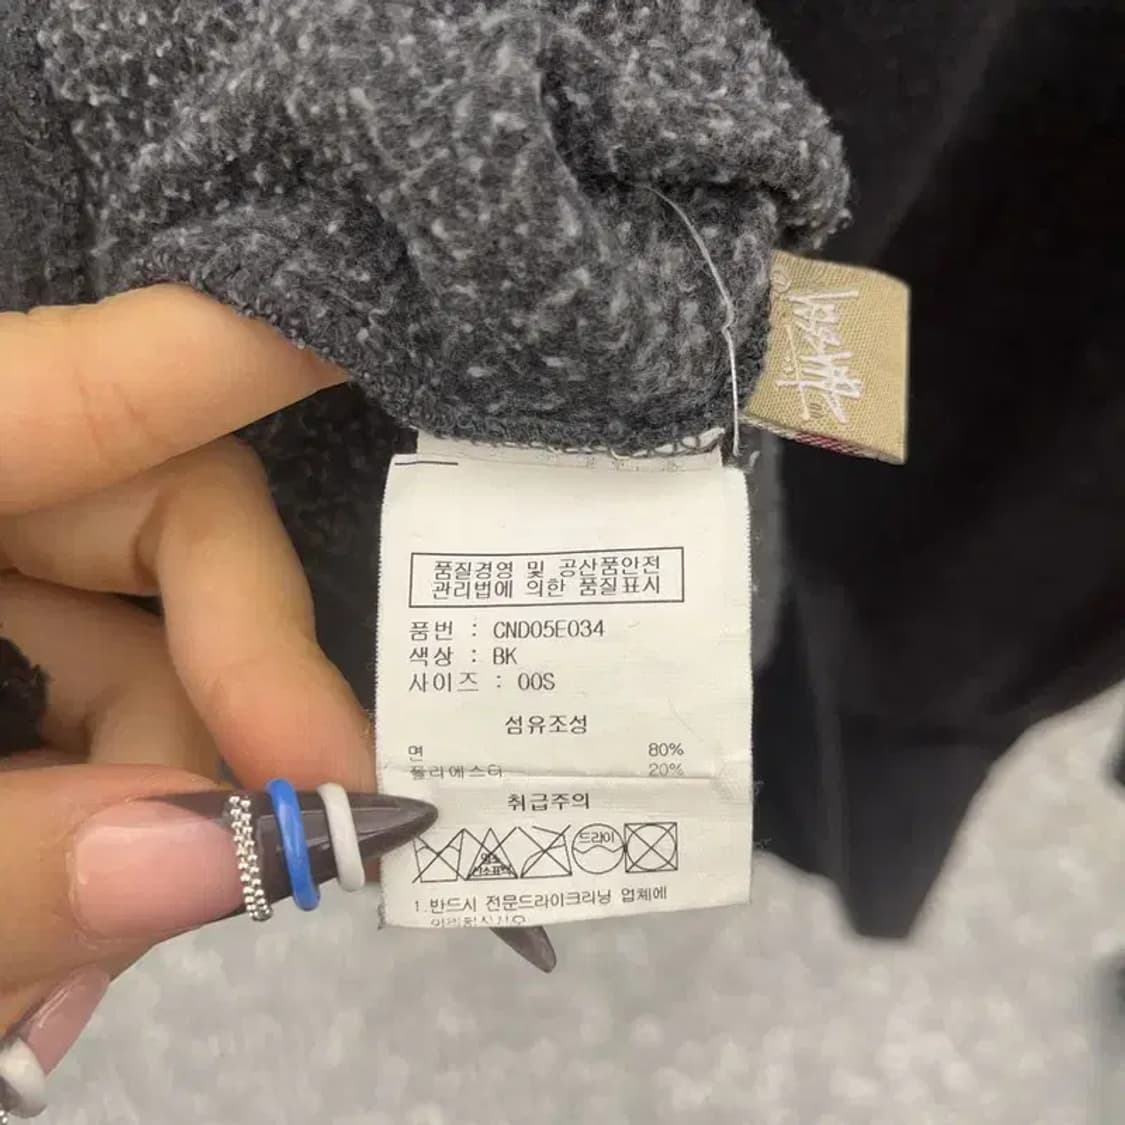 품질경영 및 공산품안전
관리법에 의한 품질표시
품번 : CND05E034
색상 : BK
사이즈 : 00S
섬유조성
면 80%
폴리에스터 20%
취급주의
드라이
1.반드시 전문드라이크리닝 업체에